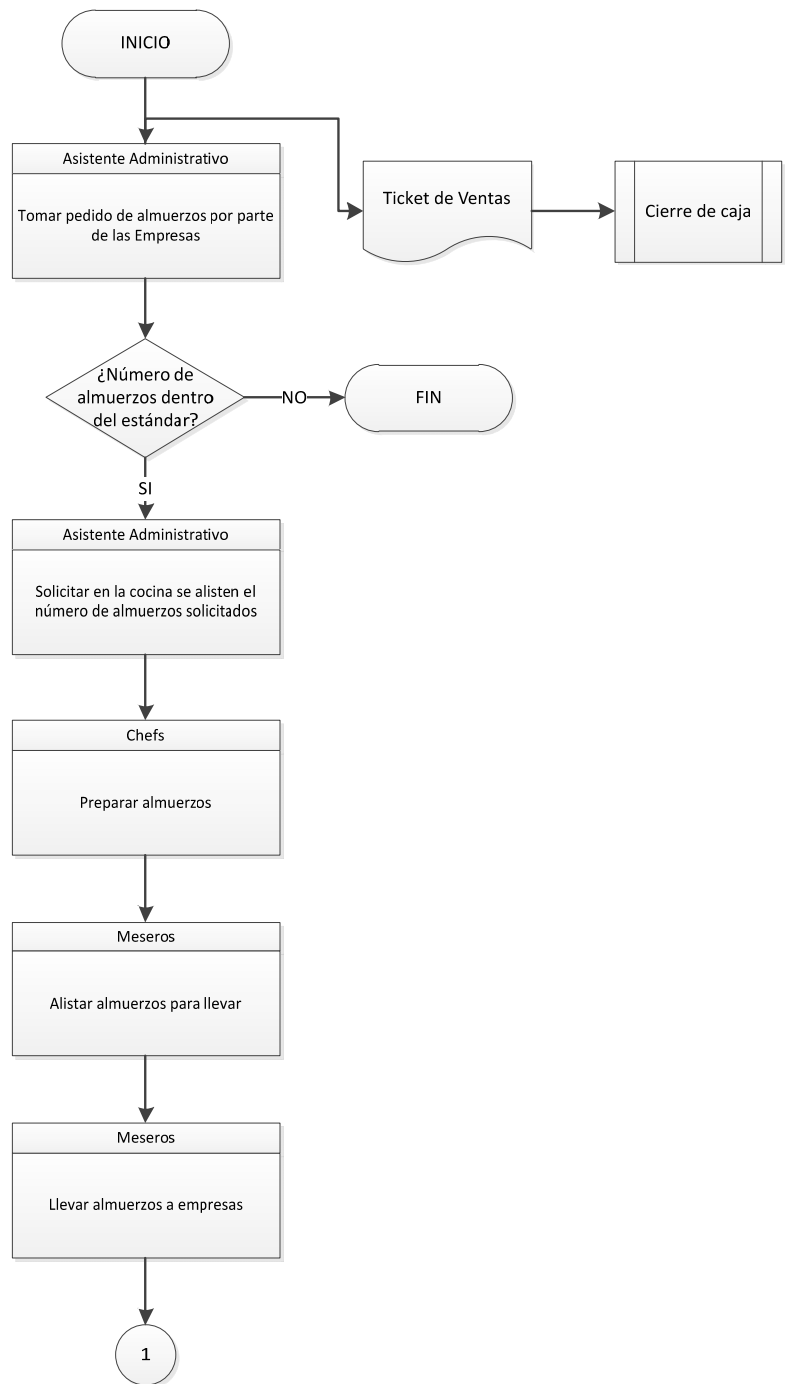 INICIO
Asistente Administrativo
Tomar pedido de almuerzos por parte
de las Empresas
Ticket de Ventas
Cierre de caja
¿Número de
almuerzos dentro
del estándar?
NO
FIN
SI
Asistente Administrativo
Solicitar en la cocina se alisten el
número de almuerzos solicitados
Chefs
Preparar almuerzos
Meseros
Alistar almuerzos para llevar
Meseros
Llevar almuerzos a empresas
1